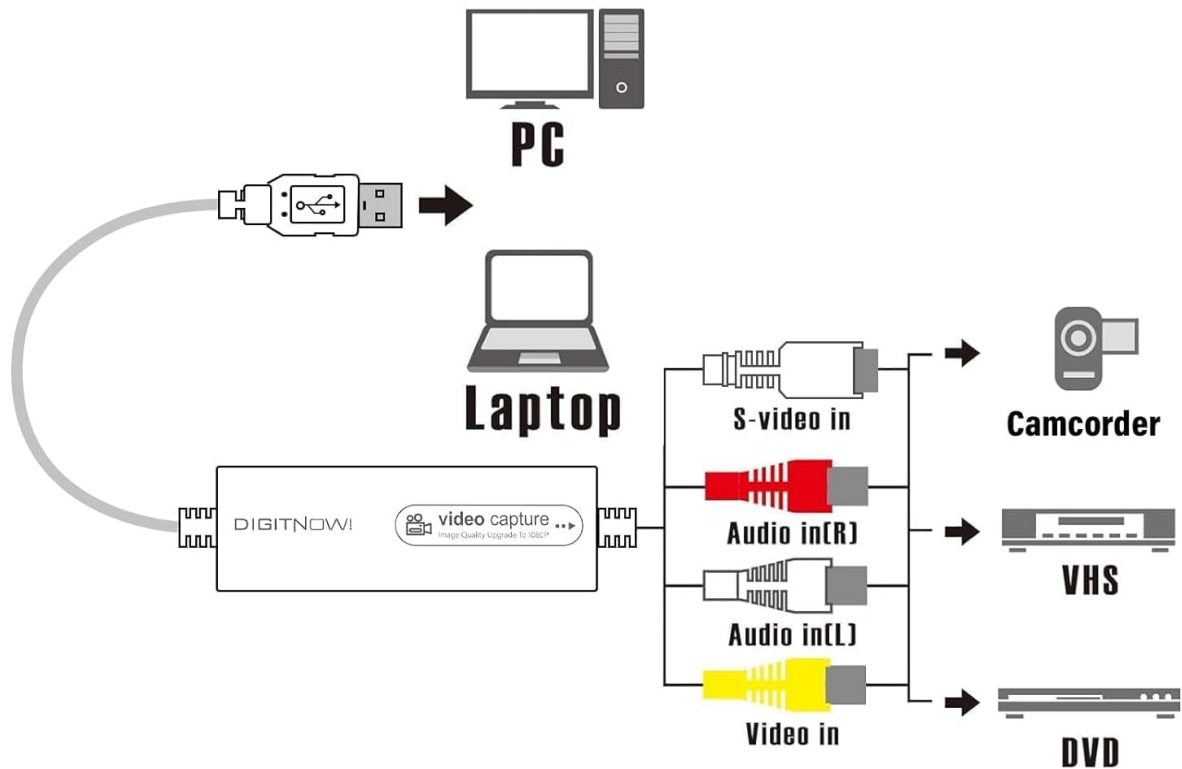 PC
Laptop
DIGITNOW!
video capture
Image Quality Upgrade To 1080P
S-video in
Audio in(R)
Audio in(L)
Video in
Camcorder
VHS
DVD